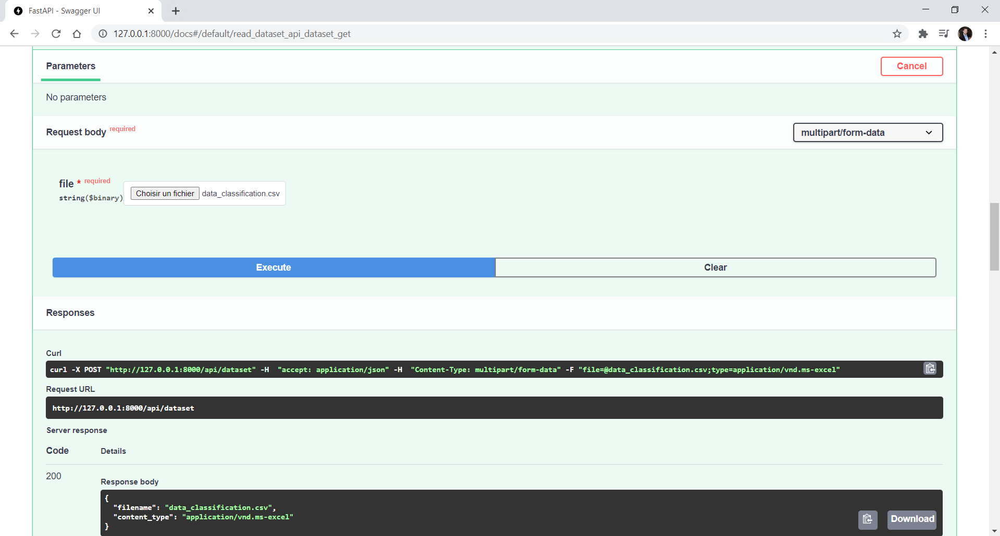 FastAPI - Swagger UI
127.0.0.1:8000/docs#/default/read_dataset_api_dataset_get
Parameters
Cancel
No parameters
Request body required
multipart/form-data
file * required
string($binary)
Choisir un fichier data_classification.csv
Execute
Clear
Responses
Curl
curl -X POST "http://127.0.0.1:8000/api/dataset" -H  "accept: application/json" -H  "Content-Type: multipart/form-data" -F "file=@data_classification.csv;type=application/vnd.ms-excel"
Request URL
http://127.0.0.1:8000/api/dataset
Server response
Code Details
200
Response body
{
"filename": "data_classification.csv",
"content_type": "application/vnd.ms-excel"
}
Download